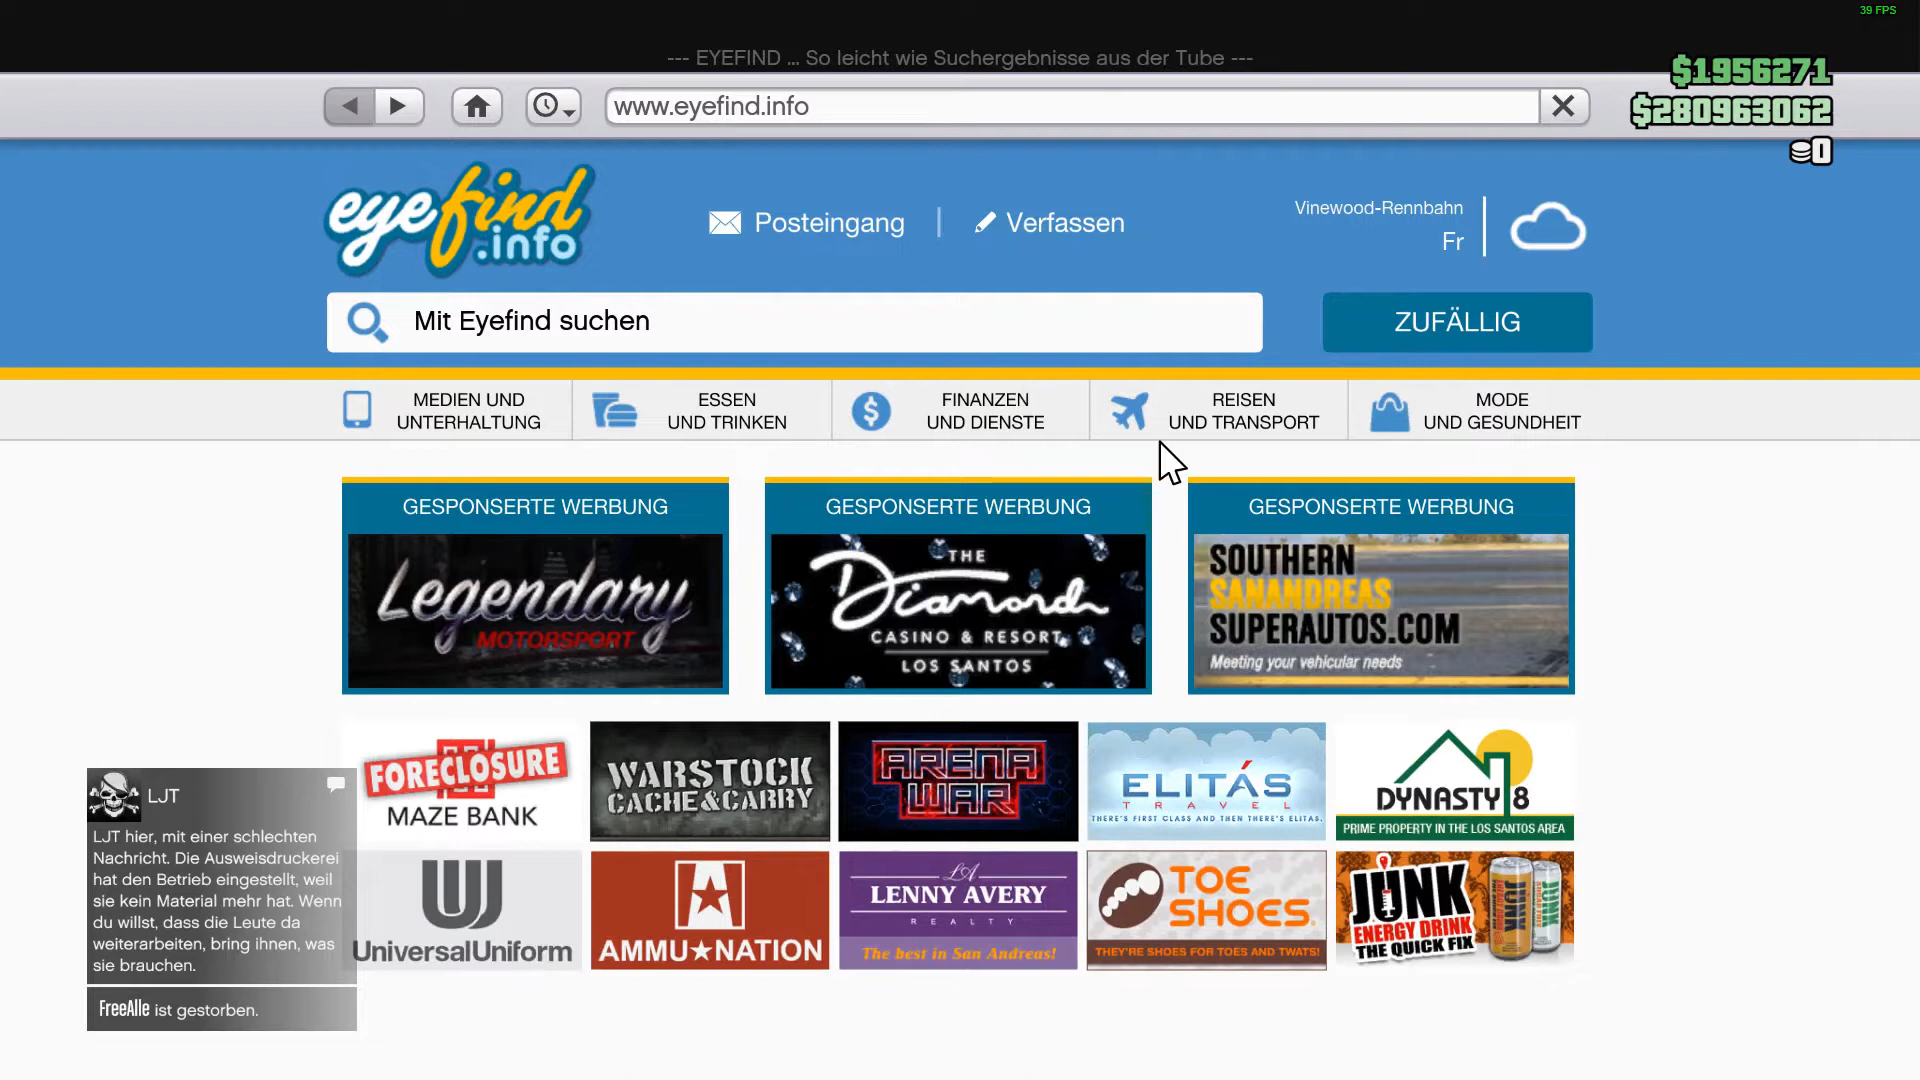 39 FPS
--- EYEFIND ... So leicht wie Suchergebnisse aus der Tube ---
$1956271
www.eyefind.info
$280963062
0
eyefind
.info
Posteingang
Verfassen
Vinewood-Rennbahn
Fr
Mit Eyefind suchen
ZUFÄLLIG
MEDIEN UND
UNTERHALTUNG
ESSEN
UND TRINKEN
FINANZEN
UND DIENSTE
REISEN
UND TRANSPORT
MODE
UND GESUNDHEIT
GESPONSERTE WERBUNG
Legendary
MOTORSPORT
GESPONSERTE WERBUNG
THE
Diamond
CASINO & RESORT
LOS SANTOS
GESPONSERTE WERBUNG
SOUTHERN
SANANDREAS
SUPERAUTOS.COM
Meeting your vehicular needs
FORECLOSURE
MAZE BANK
WARSTOCK
CACHE&CARRY
ARENA
WAR
ELITÁS
TRAVEL
THERE'S FIRST CLASS AND THEN THERE'S ELITAS.
DYNASTY 8
PRIME PROPERTY IN THE LOS SANTOS AREA
UniversalUniform
AMMU★NATION
LA
LENNY AVERY
REALTY
The best in San Andreas!
TOE
SHOES
THEY'RE SHOES FOR TOES AND TWATS!
JUNK
ENERGY DRINK
THE QUICK FIX
LJT
LJT hier, mit einer schlechten
Nachricht. Die Ausweisdruckerei
hat den Betrieb eingestellt, weil
sie kein Material mehr hat. Wenn
du willst, dass die Leute da
weiterarbeiten, bring ihnen, was
sie brauchen.
FreeAlle ist gestorben.